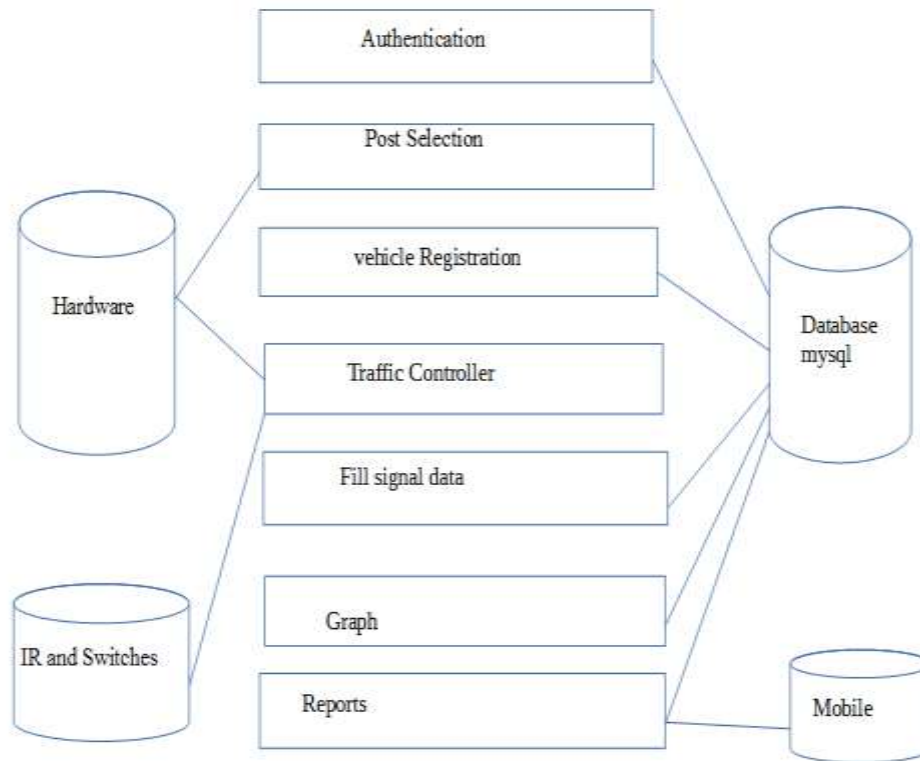 Authentication
Post Selection
vehicle Registration
Hardware
Database
mysql
Traffic Controller
Fill signal data
Graph
IR and Switches
Reports
Mobile